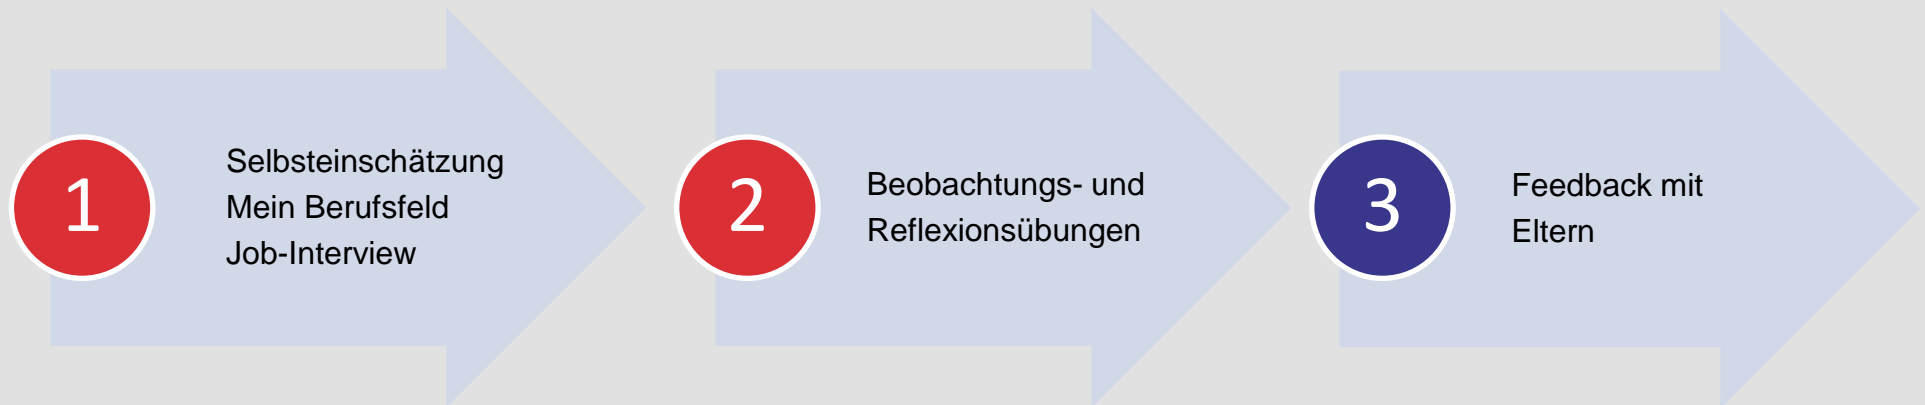 1
Selbsteinschätzung
Mein Berufsfeld
Job-Interview
2
Beobachtungs- und
Reflexionsübungen
3
Feedback mit
Eltern